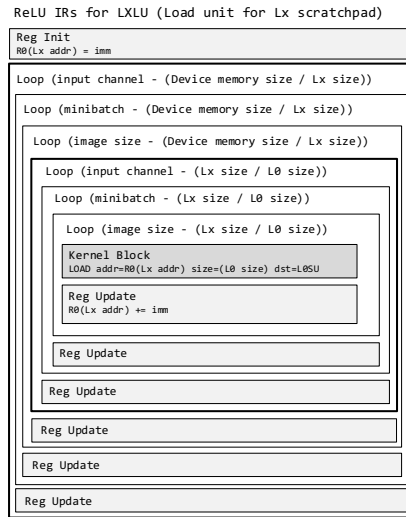 ReLU IRs for LXLU (Load unit for Lx scratchpad)
Reg Init
R0(Lx addr) = imm
Loop (input channel - (Device memory size / Lx size))
Loop (minibatch - (Device memory size / Lx size))
Loop (image size - (Device memory size / Lx size))
Loop (input channel - (Lx size / L0 size))
Loop (minibatch - (Lx size / L0 size))
Loop (image size - (Lx size / L0 size))
Kernel Block
LOAD addr=R0(Lx addr) size=(L0 size) dst=L0SU
Reg Update
R0(Lx addr) += imm
Reg Update
Reg Update
Reg Update
Reg Update
Reg Update